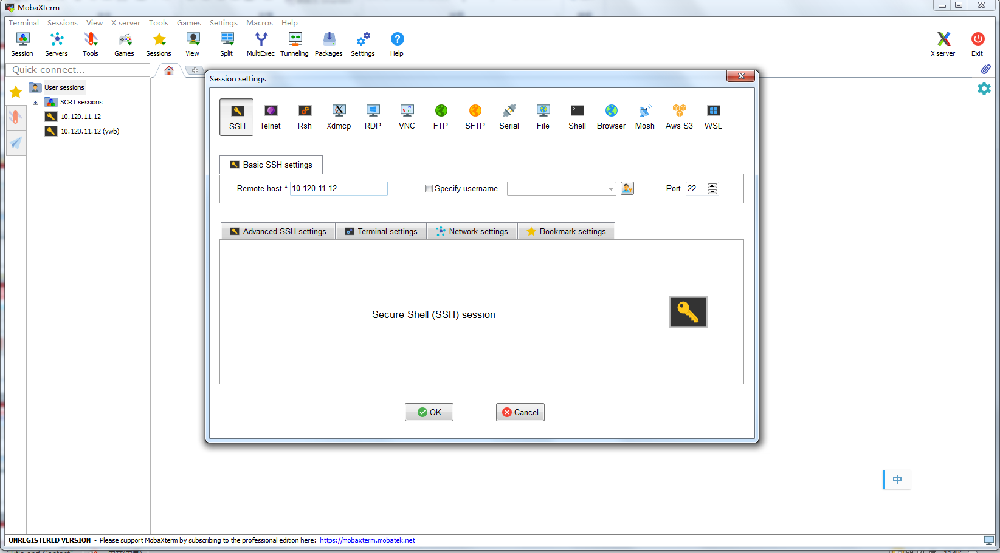 MobaXterm
Terminal Sessions View X server Tools Games Settings Macros Help
Session Servers Tools Games Sessions View Split MultiExec Tunneling Packages Settings Help X server Exit
Quick connect...
User sessions
SCRT sessions
10.120.11.12
10.120.11.12 (ywb)
Session settings
SSH Telnet Rsh Xdmcp RDP VNC FTP SFTP Serial File Shell Browser Mosh Aws S3 WSL
Basic SSH settings
Remote host * 10.120.11.12 Specify username Port 22
Advanced SSH settings Terminal settings Network settings Bookmark settings
Secure Shell (SSH) session
OK Cancel
中
UNREGISTERED VERSION - Please support MobaXterm by subscribing to the professional edition here: https://mobaxterm.mobatek.net